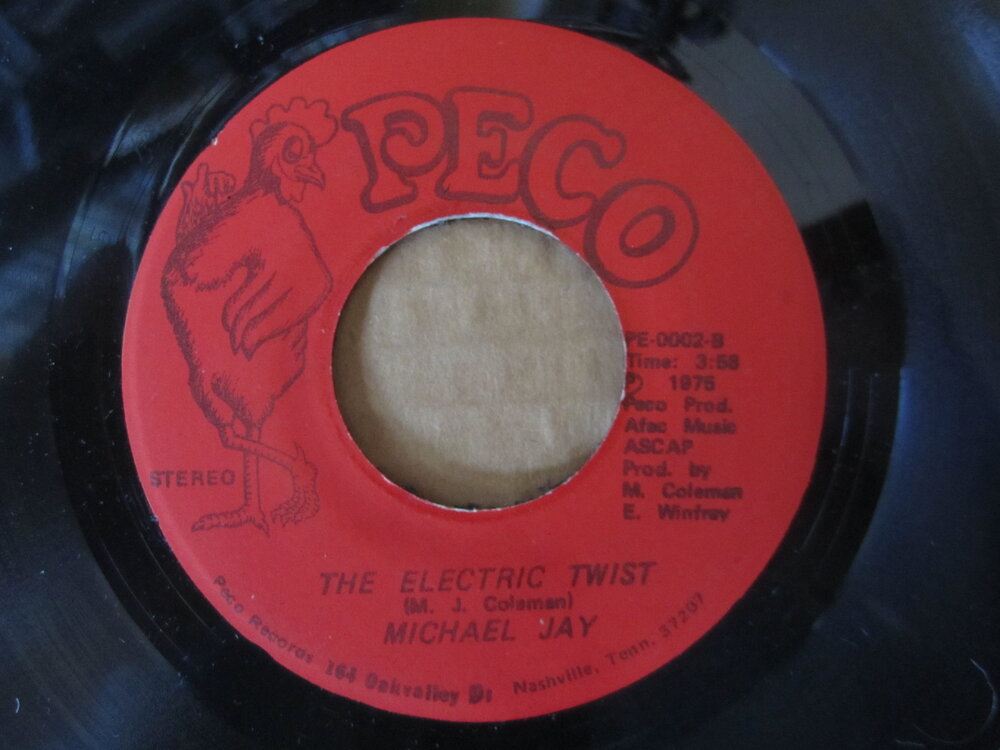 PECO
PE-0002-B
Time: 3:58
Ⓟ 1975
Peco Prod.
Afac Music
ASCAP
Prod. by
M. Coleman
E. Winfrey
STEREO
THE ELECTRIC TWIST
(M. J. Coleman)
MICHAEL JAY
Peco Records 164 Oakvalley Dr Nashville, Tenn. 37207